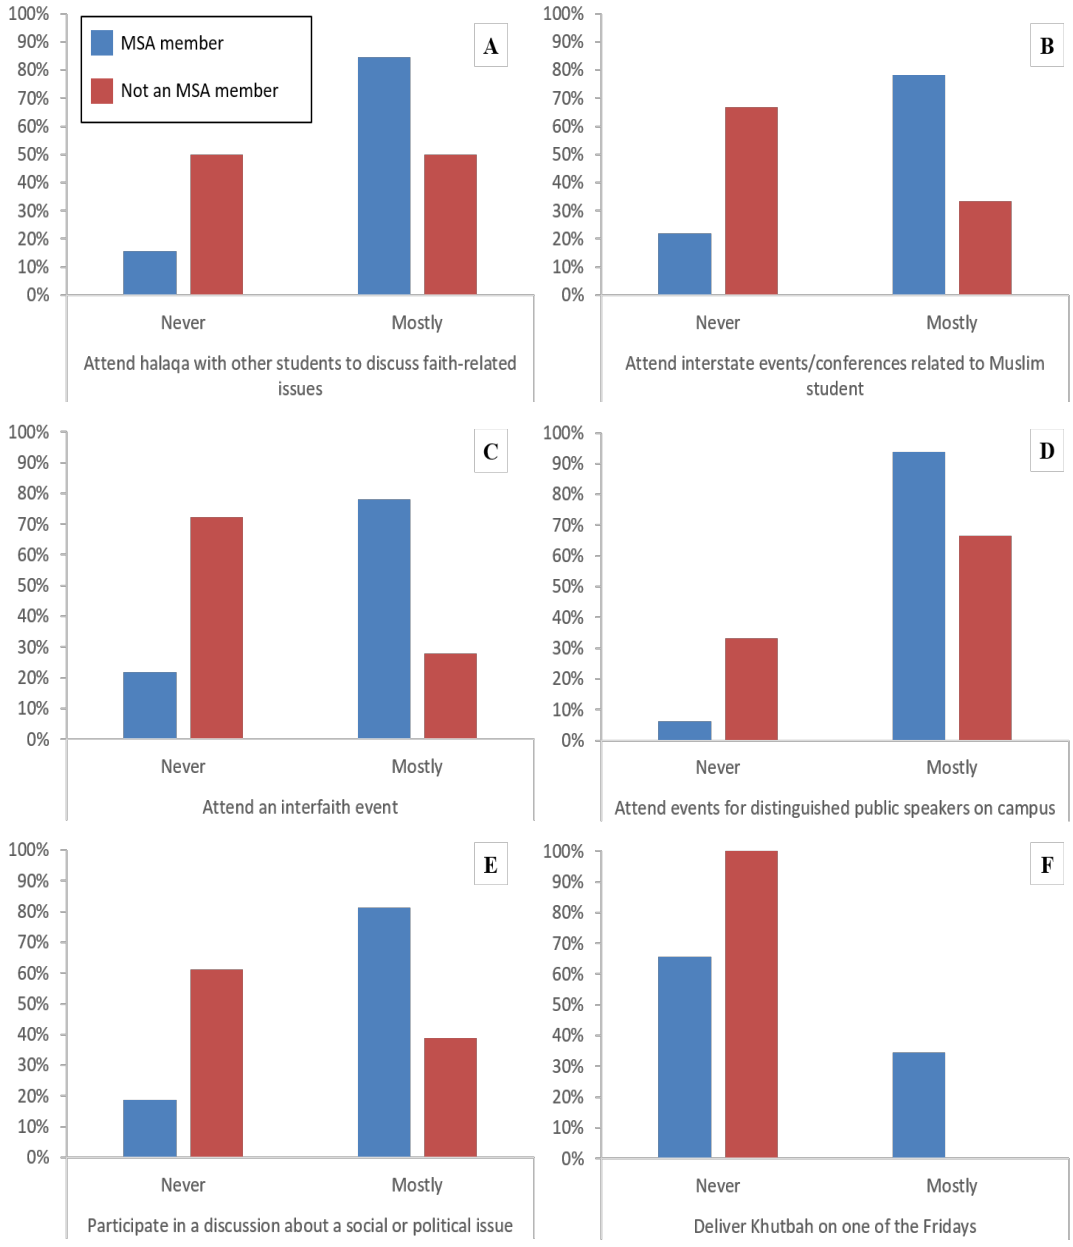 100%
90%
80%
70%
60%
50%
40%
30%
20%
10%
0%
MSA member
Not an MSA member
A
Never
Mostly
Attend halaqa with other students to discuss faith-related
issues
100%
90%
80%
70%
60%
50%
40%
30%
20%
10%
0%
B
Never
Mostly
Attend interstate events/conferences related to Muslim
student
100%
90%
80%
70%
60%
50%
40%
30%
20%
10%
0%
C
Never
Mostly
Attend an interfaith event
100%
90%
80%
70%
60%
50%
40%
30%
20%
10%
0%
D
Never
Mostly
Attend events for distinguished public speakers on campus
100%
90%
80%
70%
60%
50%
40%
30%
20%
10%
0%
E
Never
Mostly
Participate in a discussion about a social or political issue
100%
90%
80%
70%
60%
50%
40%
30%
20%
10%
0%
F
Never
Mostly
Deliver Khutbah on one of the Fridays